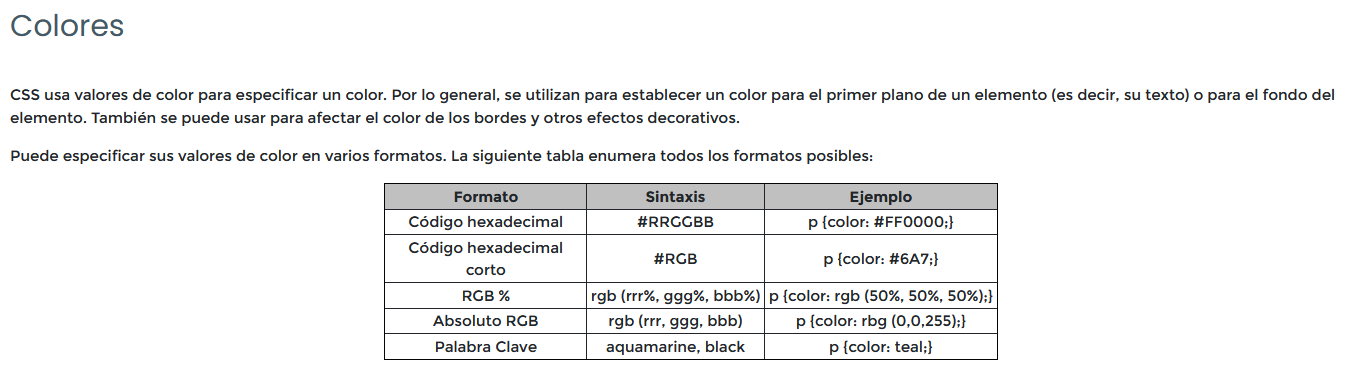 Colores
CSS usa valores de color para especificar un color. Por lo general, se utilizan para establecer un color para el primer plano de un elemento (es decir, su texto) o para el fondo del
elemento. También se puede usar para afectar el color de los bordes y otros efectos decorativos.
Puede especificar sus valores de color en varios formatos. La siguiente tabla enumera todos los formatos posibles:
Formato Sintaxis Ejemplo
Código hexadecimal #RRGGBB p {color: #FF0000;}
Código hexadecimal
corto #RGB p {color: #6A7;}
RGB % rgb (rrr%, ggg%, bbb%) p {color: rgb (50%, 50%, 50%);}
Absoluto RGB rgb (rrr, ggg, bbb) p {color: rbg (0,0,255);}
Palabra Clave aquamarine, black p {color: teal;}